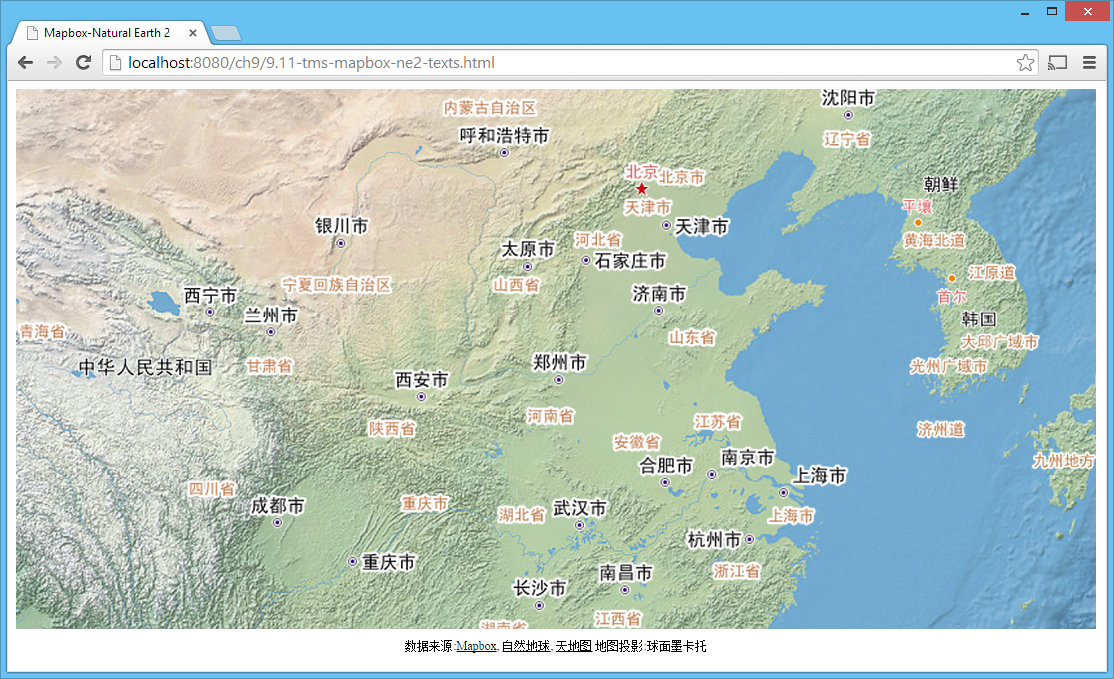 Mapbox-Natural Earth 2
localhost:8080/ch9/9.11-tms-mapbox-ne2-texts.html
沈阳市
内蒙古自治区
呼和浩特市
辽宁省
北京
北京市
朝鲜
天津市
平壤
银川市
天津市
太原市
河北省
黄海北道
石家庄市
江原道
宁夏回族自治区
山西省
西宁市
济南市
首尔
兰州市
韩国
青海省
山东省
大邱广域市
中华人民共和国
甘肃省
郑州市
光州广域市
西安市
河南省
陕西省
江苏省
济州道
安徽省
南京市
合肥市
九州地方
上海市
四川省
成都市
重庆市
湖北省
武汉市
上海市
杭州市
重庆市
南昌市
浙江省
长沙市
江西省
湖南省
数据来源:Mapbox, 自然地球, 天地图 地图投影:球面墨卡托